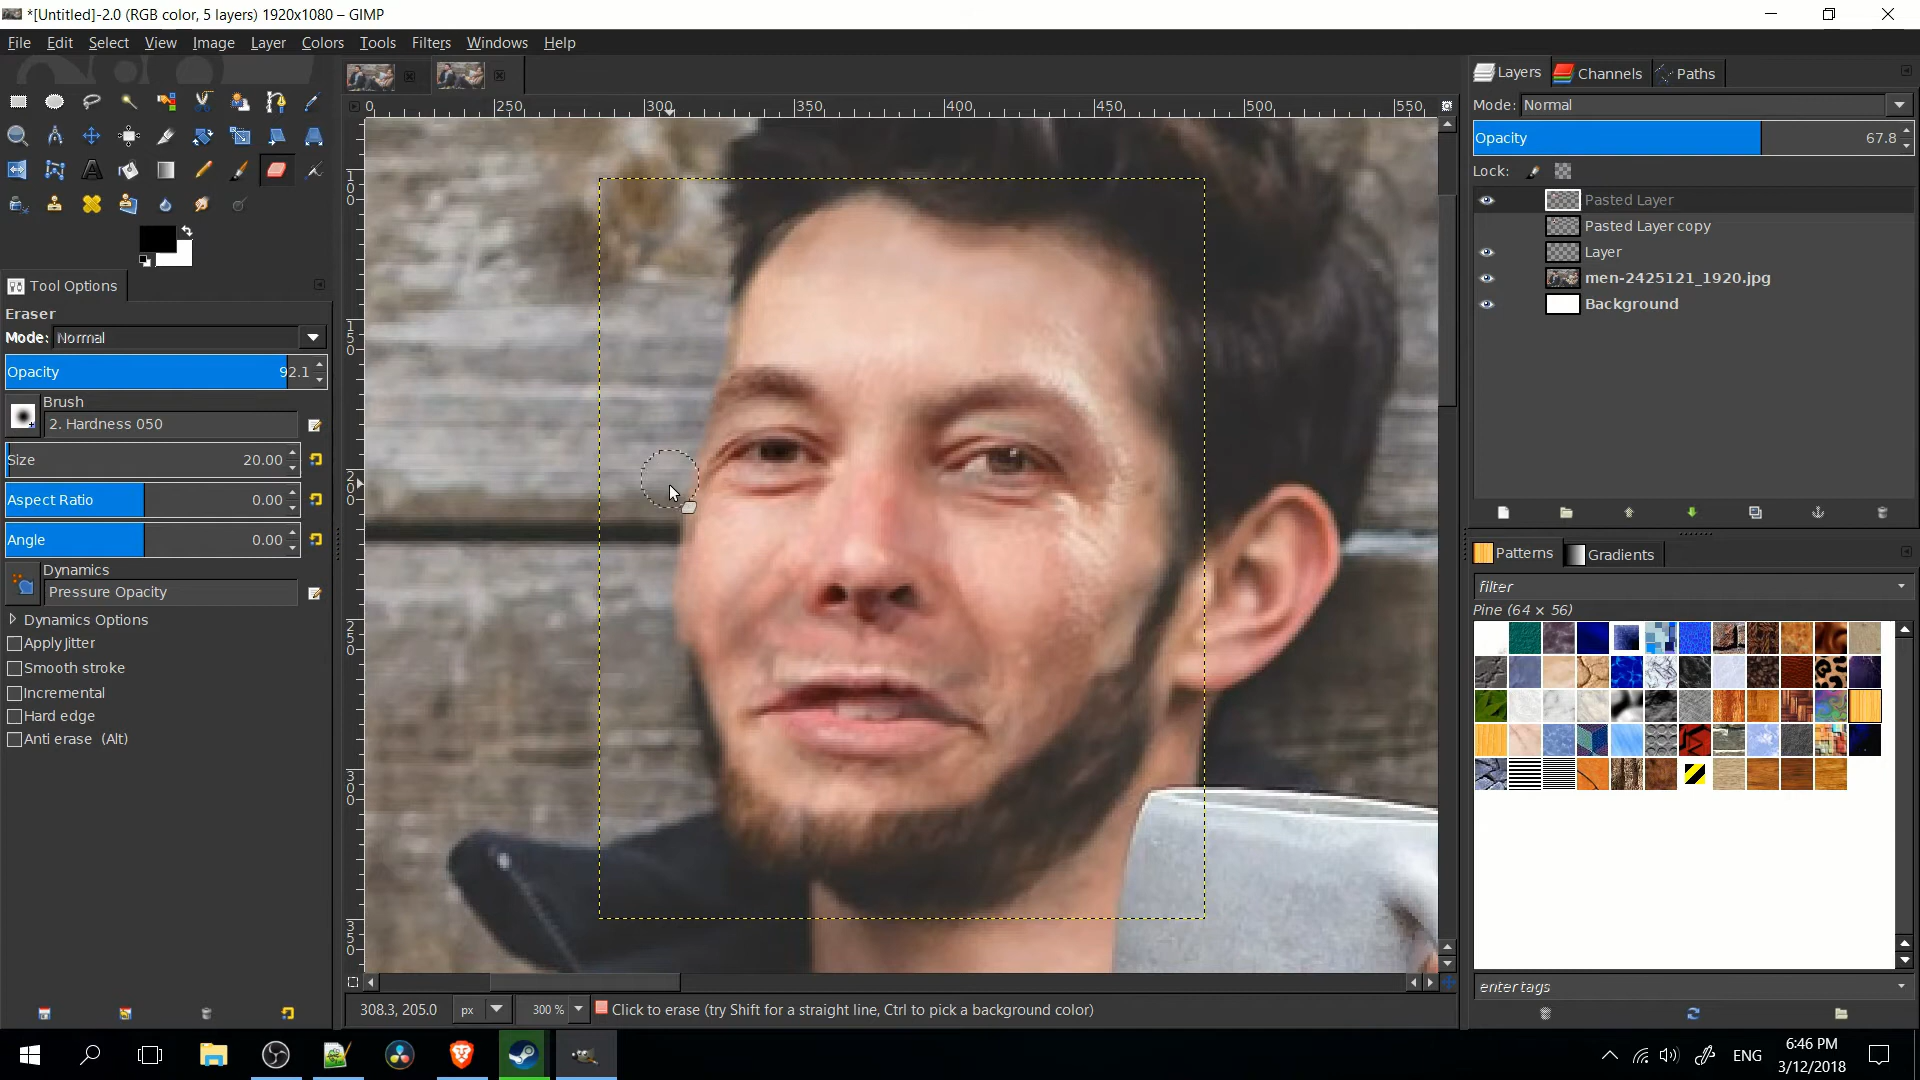 *[Untitled]-2.0 (RGB color, 5 layers) 1920x1080 – GIMP
File Edit Select View Image Layer Colors Tools Filters Windows Help
Layers Channels Paths
Mode: Normal
Opacity 67.8
Lock:
Pasted Layer
Pasted Layer copy
Layer
men-2425121_1920.jpg
Background
Patterns Gradients
filter
Pine (64 × 56)
enter tags
Tool Options
Eraser
Mode: Normal
Opacity 92.1
Brush
2. Hardness 050
Size 20.00
Aspect Ratio 0.00
Angle 0.00
Dynamics
Pressure Opacity
Dynamics Options
Apply Jitter
Smooth stroke
Incremental
Hard edge
Anti erase (Alt)
250 300 350 400 450 500 550
100
150
200
250
300
350
308.3, 205.0 px 300 % Click to erase (try Shift for a straight line, Ctrl to pick a background color)
ENG
6:46 PM
3/12/2018